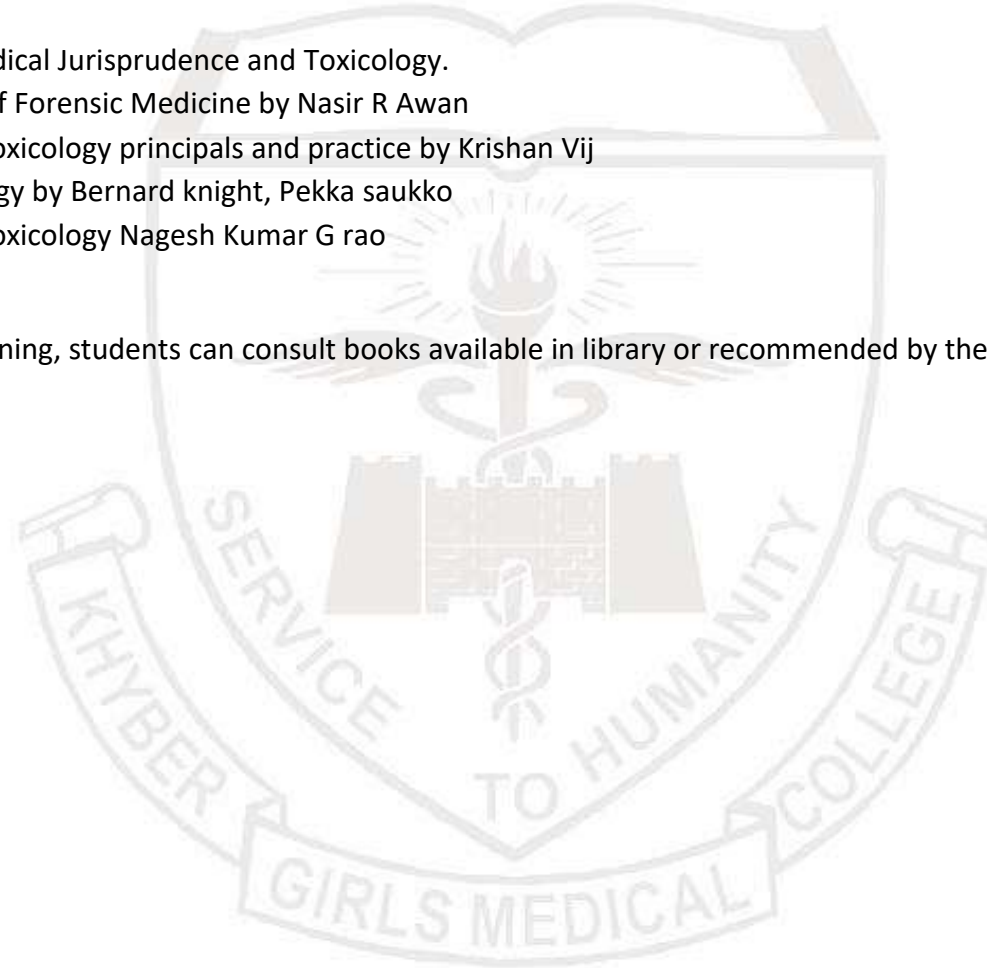 dical Jurisprudence and Toxicology.
f Forensic Medicine by Nasir R Awan
oxicology principals and practice by Krishan Vij
gy by Bernard knight, Pekka saukko
oxicology Nagesh Kumar G rao
ning, students can consult books available in library or recommended by the
SERVICE TO HUMANITY
KHYBER GIRLS MEDICAL COLLEGE